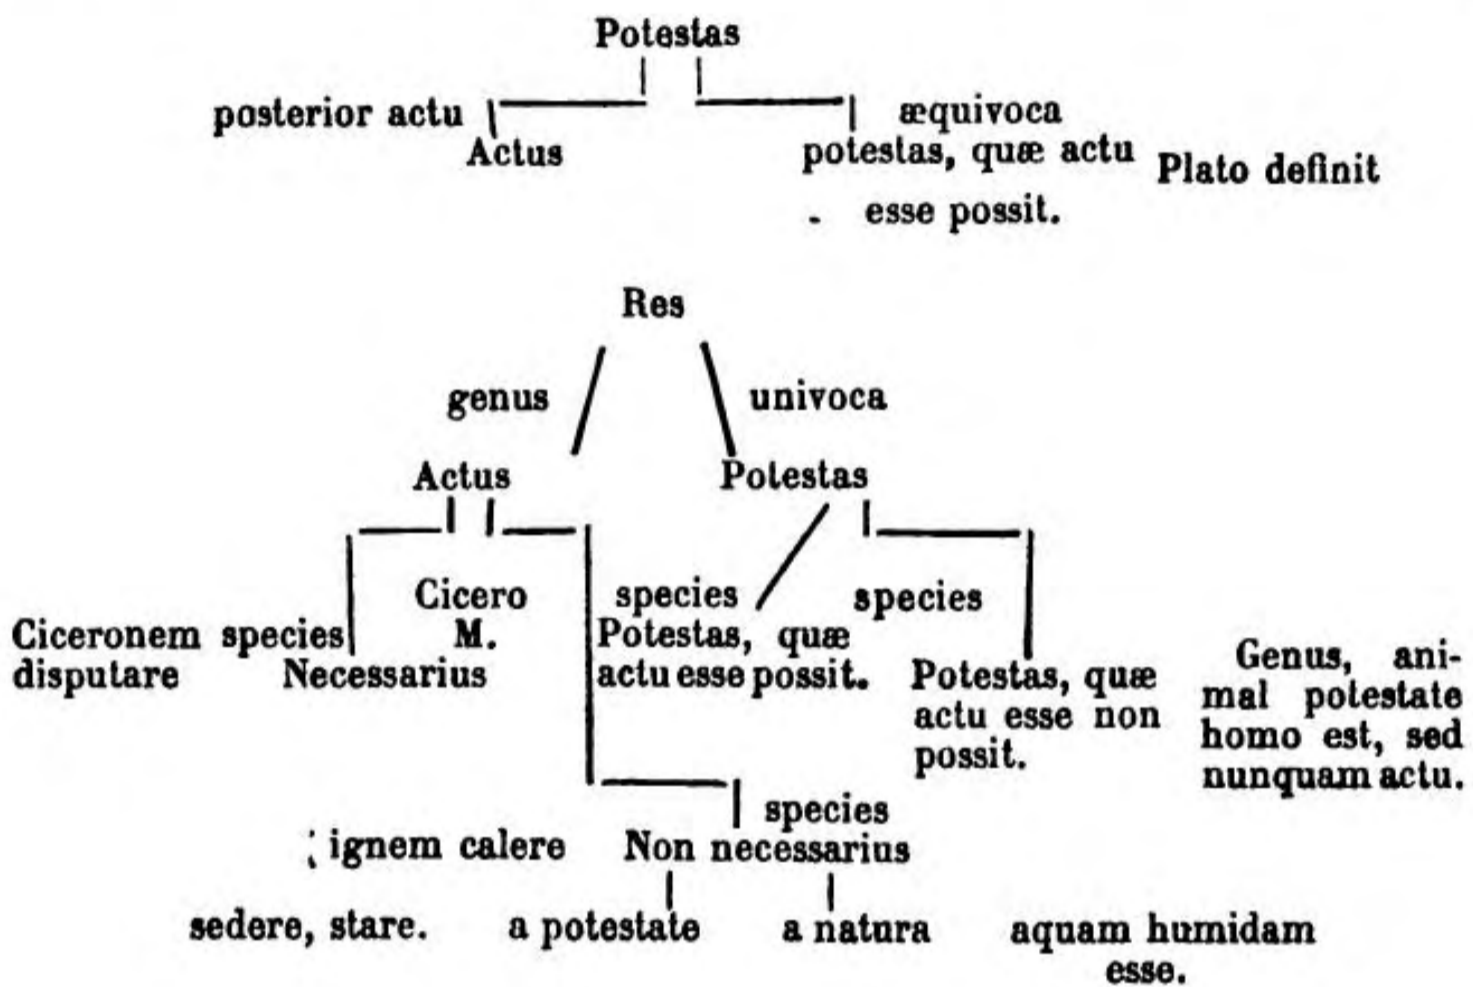 Potestas
posterior actu æquivoca
Actus potestas, quæ actu Plato definit
esse possit.
Res
genus univoca
Actus Potestas
Cicero species species
Ciceronem species M. Potestas, quæ
disputare Necessarius actu esse possit. Potestas, quæ
actu esse non
possit.
Genus, ani-
mal potestate
homo est, sed
nunquam actu.
species
ignem calere Non necessarius
sedere, stare. a potestate a natura aquam humidam
esse.